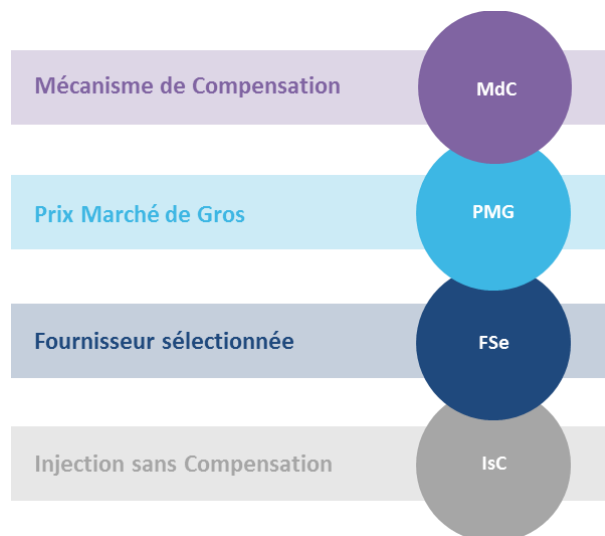 Mécanisme de Compensation
MdC
Prix Marché de Gros
PMG
Fournisseur sélectionnée
FSe
Injection sans Compensation
IsC